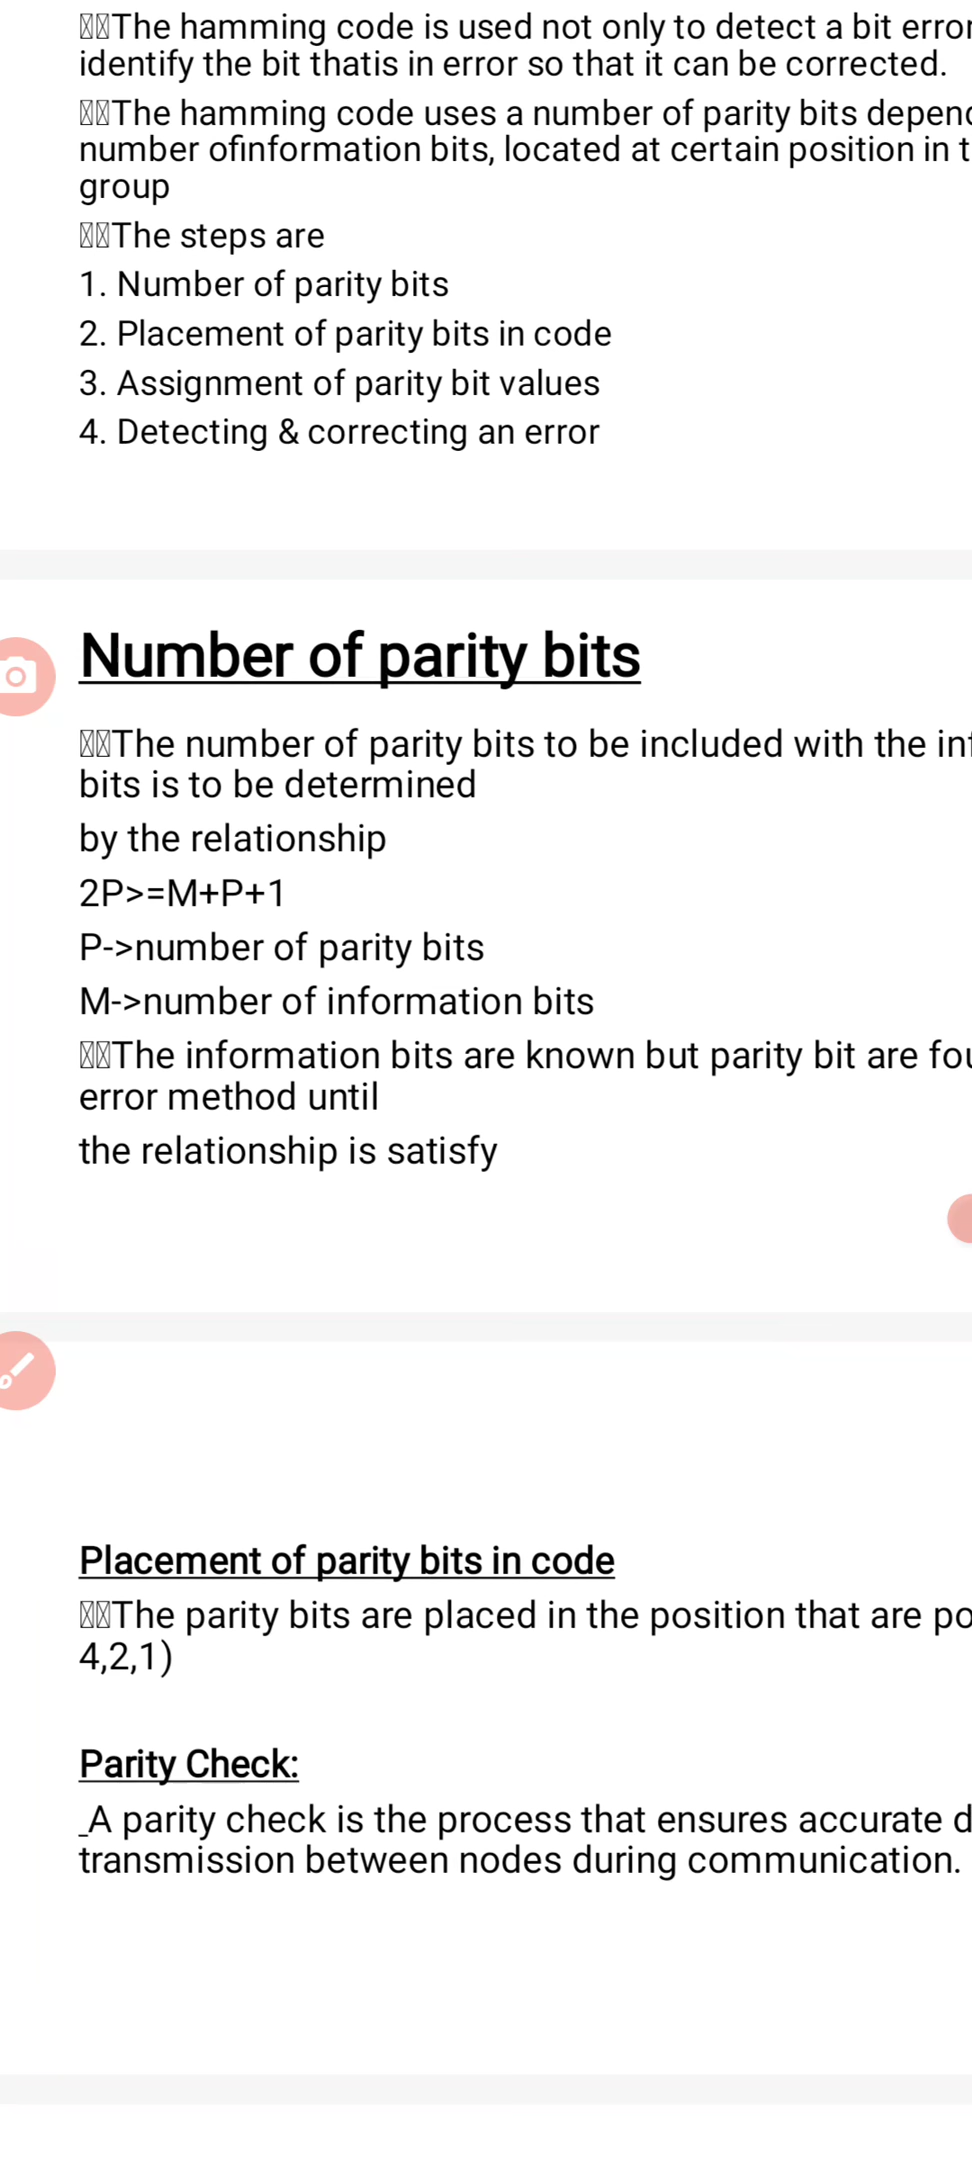 The hamming code is used not only to detect a bit error
identify the bit thatis in error so that it can be corrected.
The hamming code uses a number of parity bits
number ofinformation bits, located at certain position in
group
The steps are
1. Number of parity bits
2. Placement of parity bits in code
3. Assignment of parity bit values
4. Detecting & correcting an error
Number of parity bits
The number of parity bits to be included with the
bits is to be determined
by the relationship
2P>=M+P+1
P->number of parity bits
M->number of information bits
The information bits are known but parity bit are
error method until
the relationship is satisfy
Placement of parity bits in code
The parity bits are placed in the position that are
4,2,1)
Parity Check:
_A parity check is the process that ensures accurate
transmission between nodes during communication.